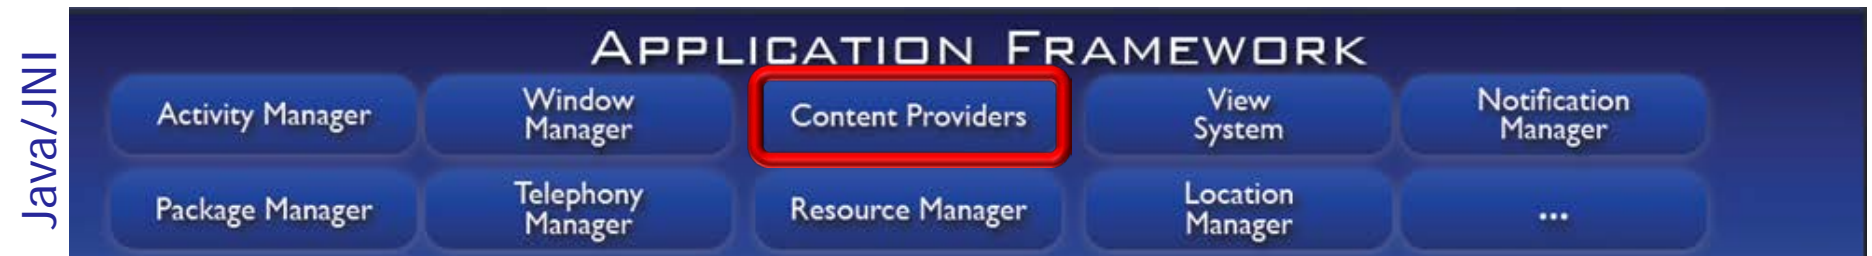 Java/JNI
APPLICATION FRAMEWORK
Activity Manager
Window
Manager
Content Providers
View
System
Notification
Manager
Package Manager
Telephony
Manager
Resource Manager
Location
Manager
...